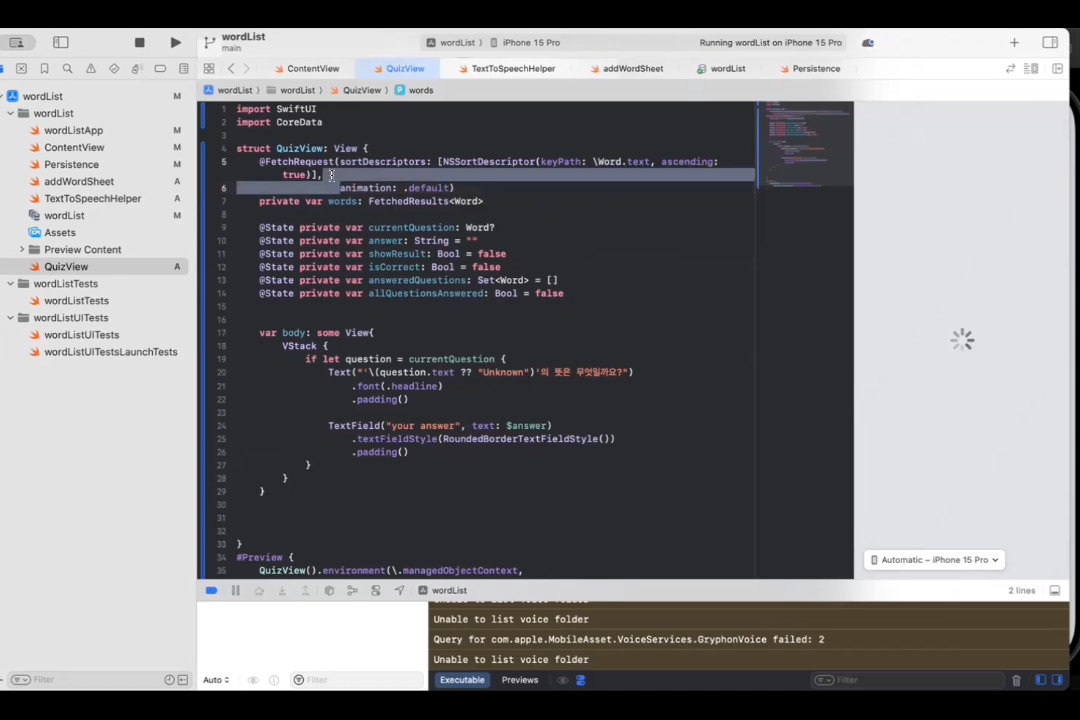 wordList
main
wordList 〉 iPhone 15 Pro
Running wordList on iPhone 15 Pro
ContentView
QuizView
TextToSpeechHelper
addWordSheet
wordList
Persistence
wordList 〉 wordList 〉 QuizView 〉 P words
wordList M
wordList
wordListApp M
ContentView M
Persistence M
addWordSheet A
TextToSpeechHelper A
wordList M
Assets
Preview Content
QuizView A
wordListTests
wordListTests
wordListUITests
wordListUITests
wordListUITestsLaunchTests
1 import SwiftUI
2 import CoreData
3
4 struct QuizView: View {
5 @FetchRequest(sortDescriptors: [NSSortDescriptor(keyPath: \Word.text, ascending:
true)],
6 animation: .default)
7 private var words: FetchedResults<Word>
8
9 @State private var currentQuestion: Word?
10 @State private var answer: String = ""
11 @State private var showResult: Bool = false
12 @State private var isCorrect: Bool = false
13 @State private var answeredQuestions: Set<Word> = []
14 @State private var allQuestionsAnswered: Bool = false
15
16
17 var body: some View{
18 VStack {
19 if let question = currentQuestion {
20 Text("'\(question.text ?? "Unknown")'의 뜻은 무엇일까요?")
21 .font(.headline)
22 .padding()
23
24 TextField("your answer", text: $answer)
25 .textFieldStyle(RoundedBorderTextFieldStyle())
26 .padding()
27 }
28 }
29 }
30
31
32
33 }
34 #Preview {
35 QuizView().environment(\.managedObjectContext,
Automatic – iPhone 15 Pro
wordList
2 lines
Unable to list voice folder
Unable to list voice folder
Query for com.apple.MobileAsset.VoiceServices.GryphonVoice failed: 2
Unable to list voice folder
Filter
Auto
Filter
Executable
Previews
Filter